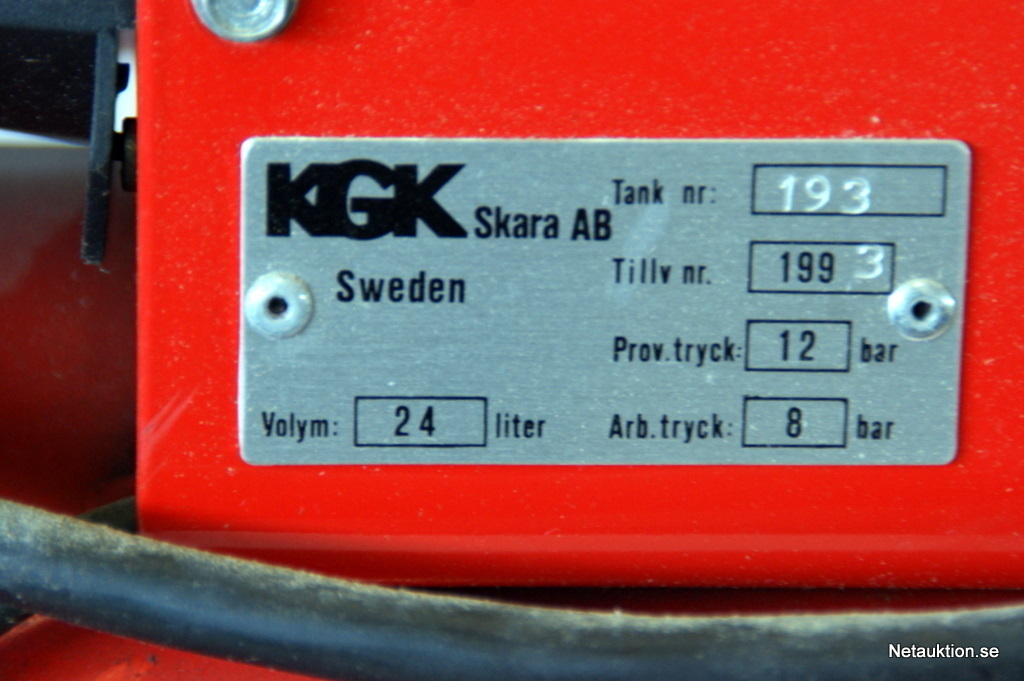 KGK Skara AB
Sweden
Tank nr: 193
Tillv nr. 1993
Prov.tryck: 12 bar
Volym: 24 liter
Arb.tryck: 8 bar
Netauktion.se